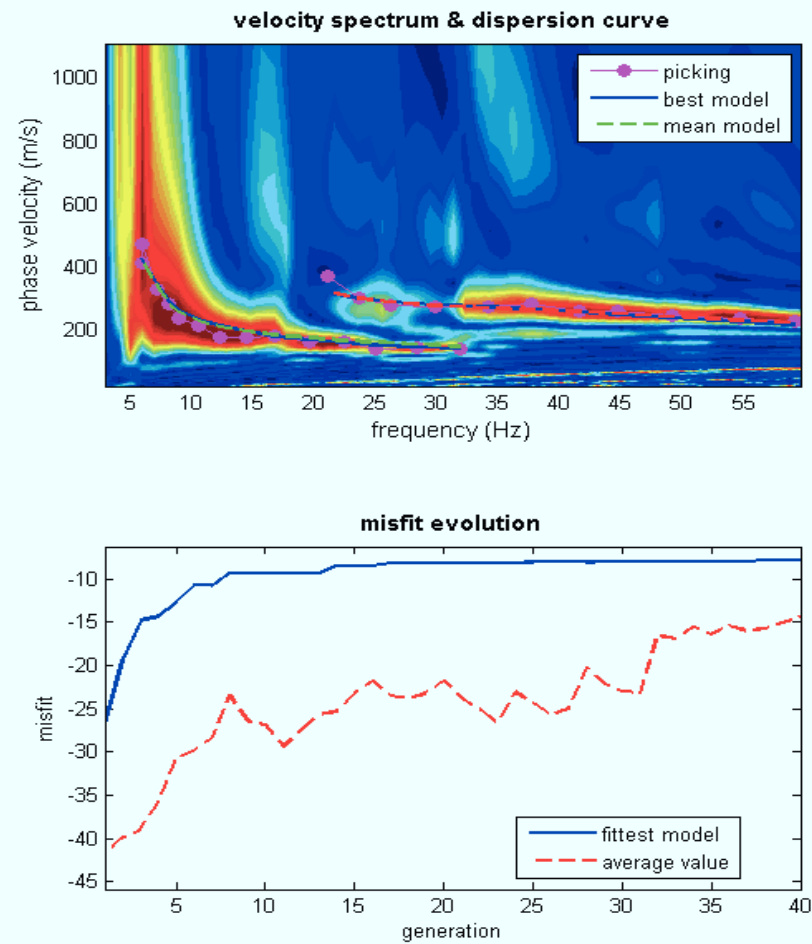 velocity spectrum & dispersion curve
1000
800
600
400
200
phase velocity (m/s)
picking
best model
mean model
5 10 15 20 25 30 35 40 45 50 55
frequency (Hz)
misfit evolution
-10
-15
-20
-25
-30
-35
-40
-45
misfit
fittest model
average value
5 10 15 20 25 30 35 40
generation